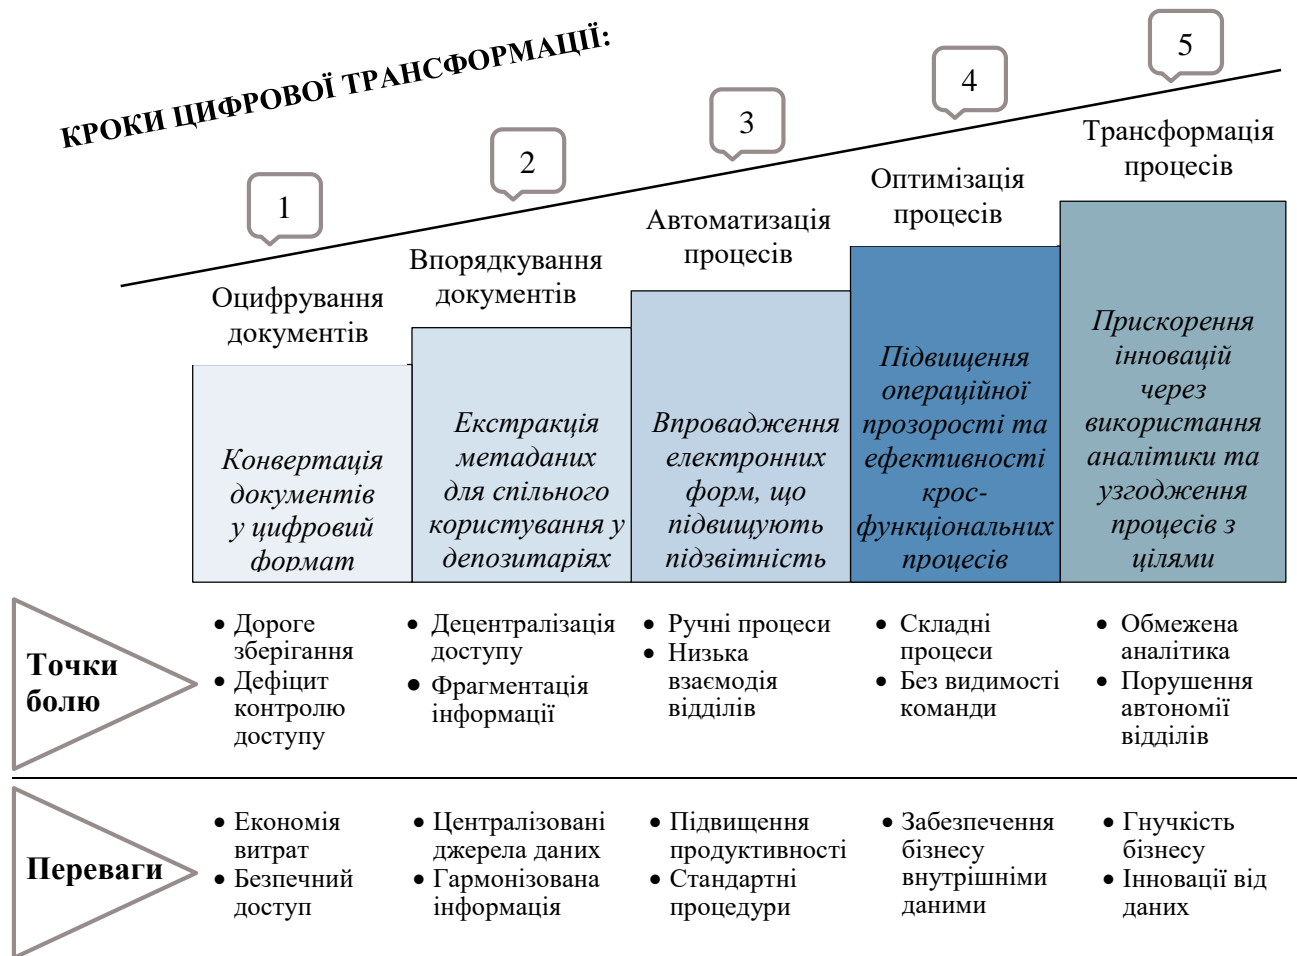 КРОКИ ЦИФРОВОЇ ТРАНСФОРМАЦІЇ:
1
Оцифрування
документів
Конвертація
документів
у цифровий
формат
2
Впорядкування
документів
Екстракція
метаданих
для спільного
користування у
депозитаріях
3
Автоматизація
процесів
Впровадження
електронних
форм, що
підвищують
підзвітність
4
Оптимізація
процесів
Підвищення
операційної
прозорості та
ефективності
крос-
функціональних
процесів
5
Трансформація
процесів
Прискорення
інновацій
через
використання
аналітики та
узгодження
процесів з
цілями
Точки
болю
• Дороге
зберігання
• Дефіцит
контролю
доступу
• Децентралізація
доступу
• Фрагментація
інформації
• Ручні процеси
• Низька
взаємодія
відділів
• Складні
процеси
• Без видимості
команди
• Обмежена
аналітика
• Порушення
автономії
відділів
Переваги
• Економія
витрат
• Безпечний
доступ
• Централізовані
джерела даних
• Гармонізована
інформація
• Підвищення
продуктивності
• Стандартні
процедури
• Забезпечення
бізнесу
внутрішніми
даними
• Гнучкість
бізнесу
• Інновації від
даних